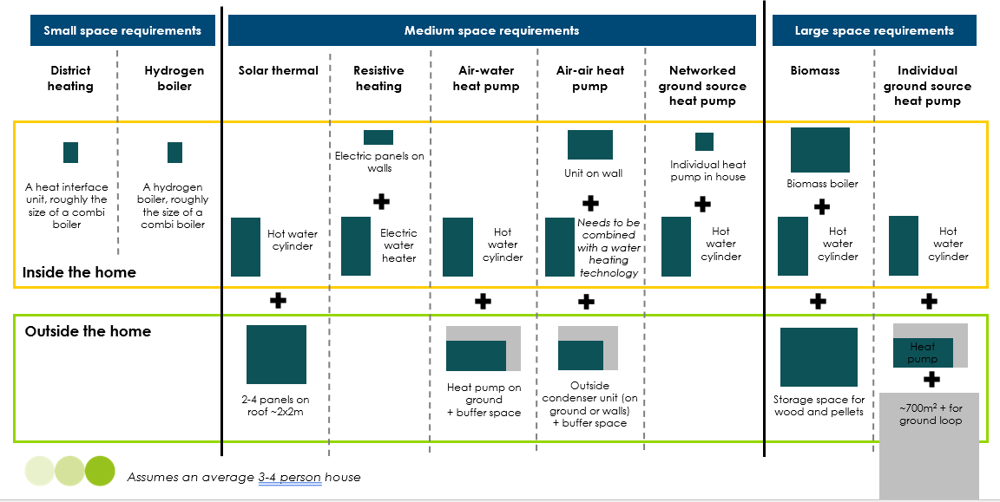 Small space requirements
Medium space requirements
Large space requirements
District
heating
Hydrogen
boiler
Solar thermal
Resistive
heating
Air-water
heat pump
Air-air heat
pump
Networked
ground source
heat pump
Biomass
Individual
ground source
heat pump
A heat interface
unit, roughly the
size of a combi
boiler
A hydrogen
boiler, roughly
the size of a
combi boiler
Hot water
cylinder
Electric panels on
walls
Electric
water
heater
Hot
water
cylinder
Unit on wall
Needs to be
combined
with a water
heating
technology
Individual heat
pump in house
Hot
water
cylinder
Biomass boiler
Hot
water
cylinder
Hot
water
cylinder
Inside the home
Outside the home
2-4 panels on
roof ~2x2m
Heat pump on
ground
+ buffer space
Outside
condenser unit (on
ground or walls)
+ buffer space
Storage space for
wood and pellets
Heat
pump
~700m² + for
ground loop
Assumes an average 3-4 person house